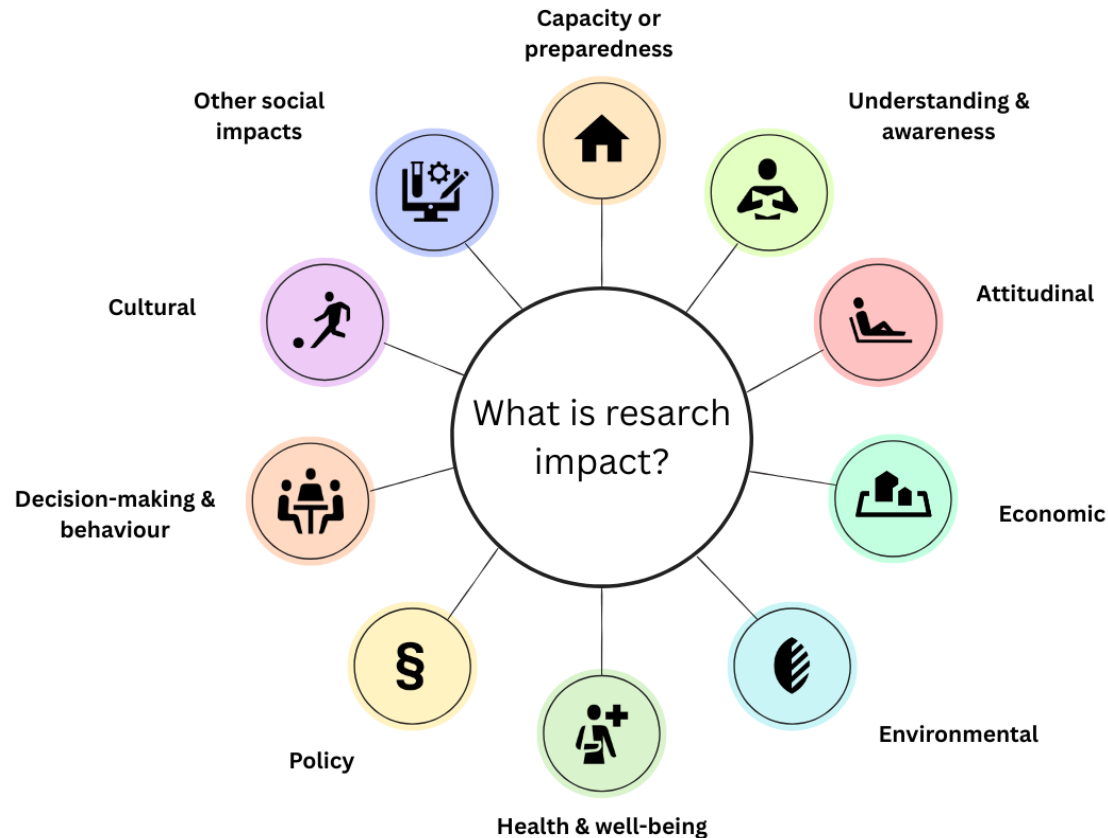 Capacity or
preparedness
Other social
impacts
Understanding &
awareness
Cultural
Attitudinal
What is resarch
impact?
Decision-making &
behaviour
Economic
§
Policy
Environmental
Health & well-being